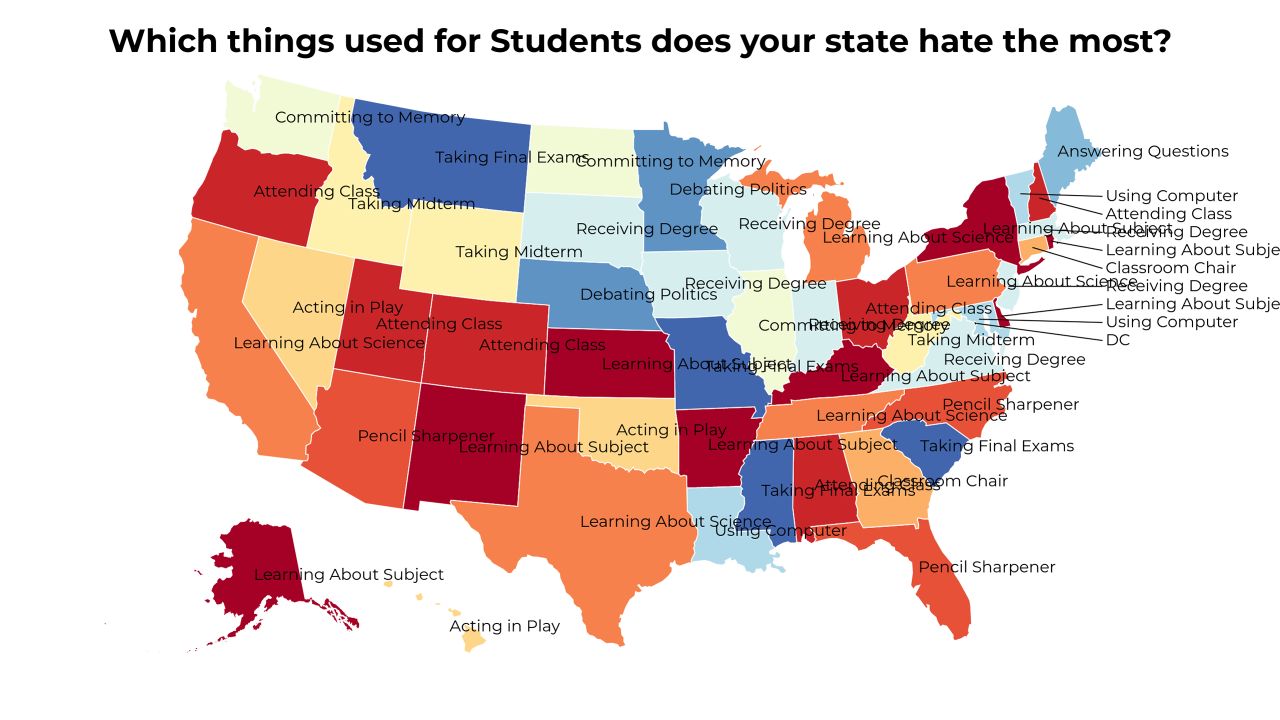 Which things used for Students does your state hate the most?
Committing to Memory
Answering Questions
Taking Final Exams
Committing to Memory
Debating Politics
Attending Class
Using Computer
Taking Midterm
Attending Class
Receiving Degree
Receiving Degree
Learning About Subject
Receiving Degree
Learning About Science
Learning About Subje
Taking Midterm
Classroom Chair
Learning About Science
Receiving Degree
Receiving Degree
Debating Politics
Learning About Subje
Acting in Play
Attending Class
Using Computer
Attending Class
Committing to Memory
Receiving Degree
Taking Midterm
DC
Learning About Science
Attending Class
Receiving Degree
Learning About Subject
Taking Final Exams
Learning About Subject
Pencil Sharpener
Learning About Science
Acting in Play
Pencil Sharpener
Learning About Subject
Learning About Subject
Taking Final Exams
Classroom Chair
Attending Class
Taking Final Exams
Learning About Science
Using Computer
Pencil Sharpener
Learning About Subject
Acting in Play